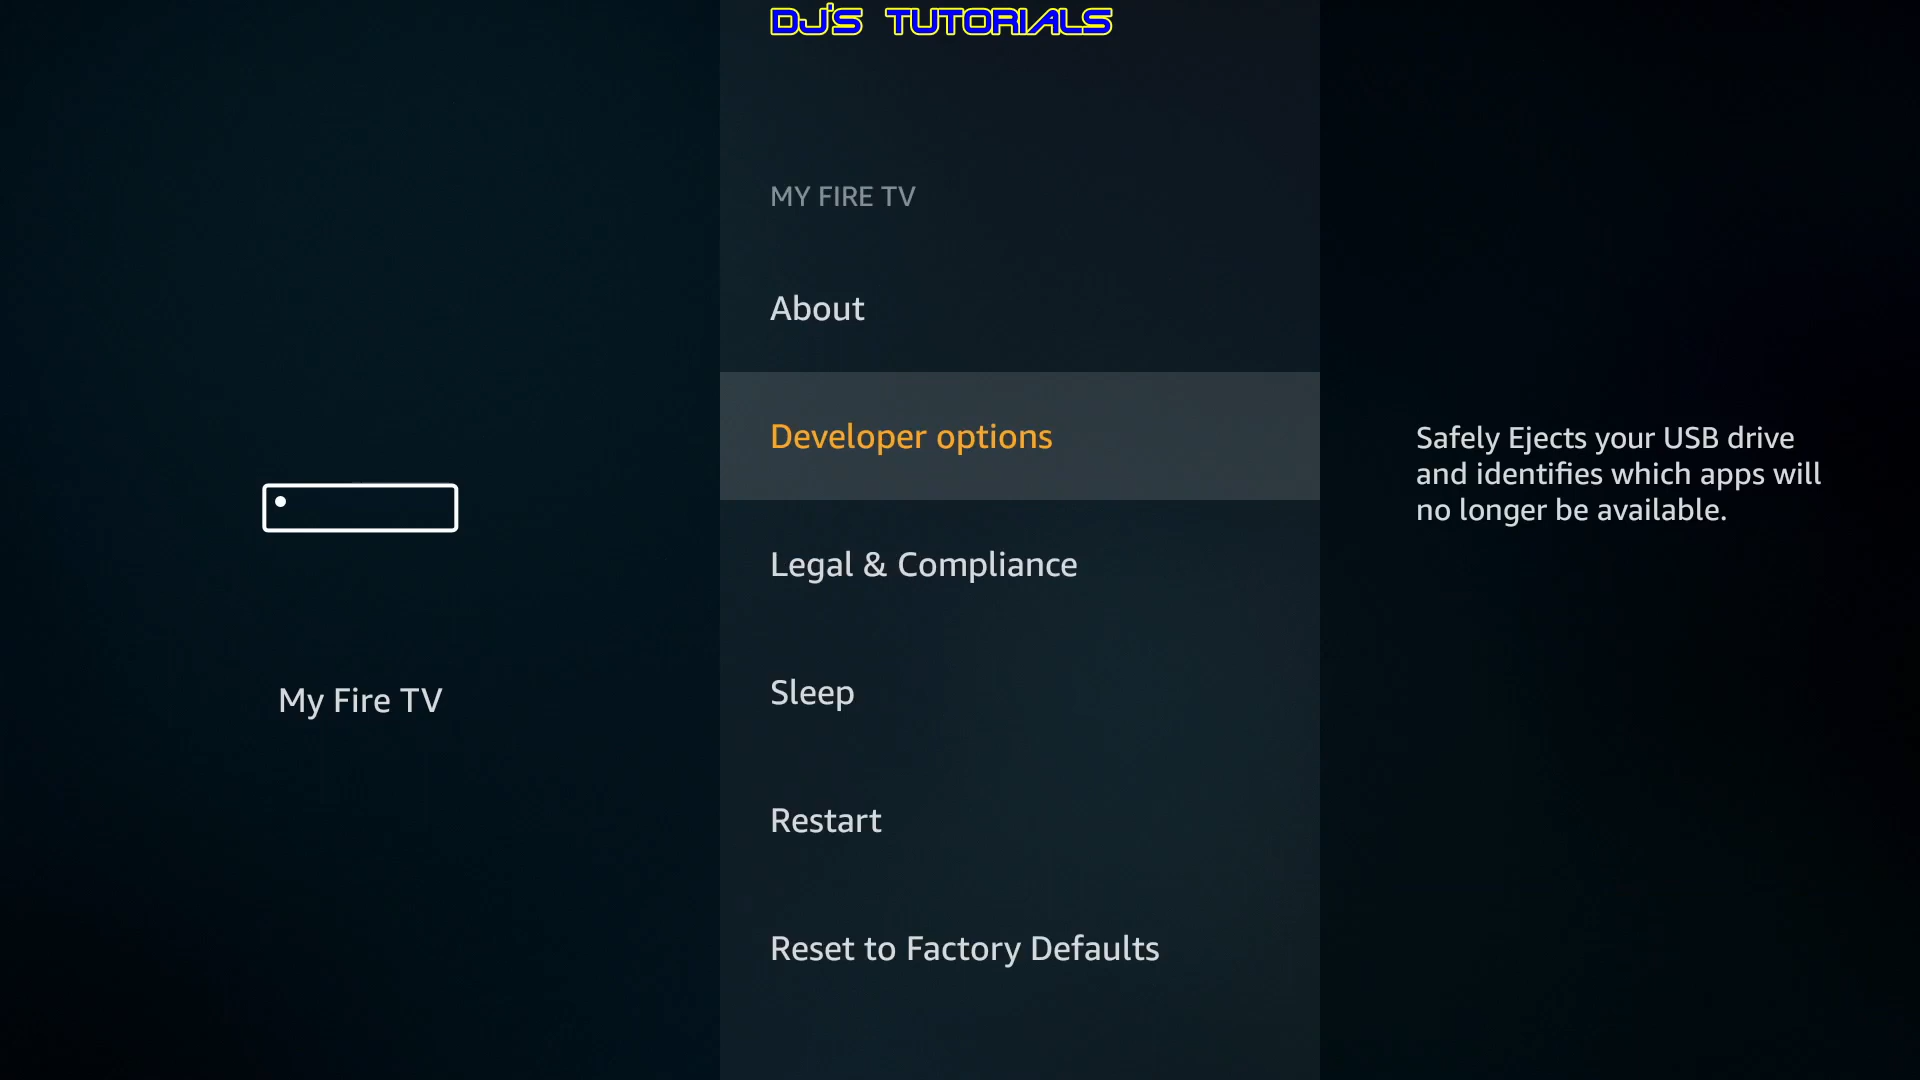 DJ'S TUTORIALS
MY FIRE TV
About
Developer options
Legal & Compliance
Sleep
Restart
Reset to Factory Defaults
My Fire TV
Safely Ejects your USB drive
and identifies which apps will
no longer be available.